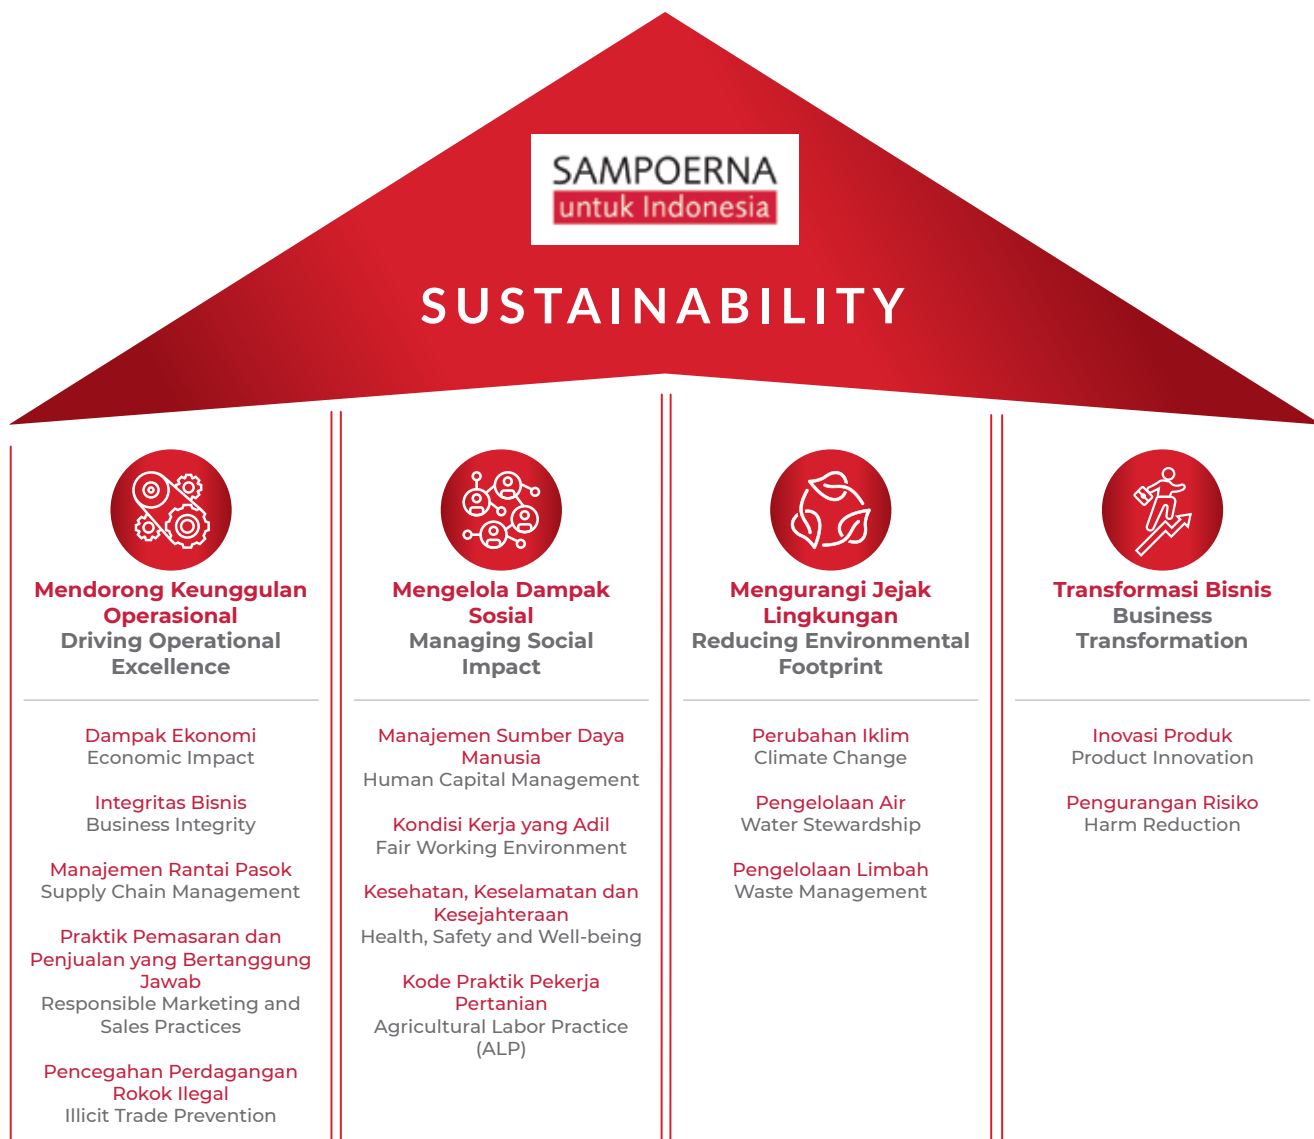 SAMPOERNA
untuk Indonesia
SUSTAINABILITY
Mendorong Keunggulan
Operasional
Driving Operational
Excellence
Dampak Ekonomi
Economic Impact
Integritas Bisnis
Business Integrity
Manajemen Rantai Pasok
Supply Chain Management
Praktik Pemasaran dan
Penjualan yang Bertanggung
Jawab
Responsible Marketing and
Sales Practices
Pencegahan Perdagangan
Rokok Ilegal
Illicit Trade Prevention
Mengelola Dampak
Sosial
Managing Social
Impact
Manajemen Sumber Daya
Manusia
Human Capital Management
Kondisi Kerja yang Adil
Fair Working Environment
Kesehatan, Keselamatan dan
Kesejahteraan
Health, Safety and Well-being
Kode Praktik Pekerja
Pertanian
Agricultural Labor Practice
(ALP)
Mengurangi Jejak
Lingkungan
Reducing Environmental
Footprint
Perubahan Iklim
Climate Change
Pengelolaan Air
Water Stewardship
Pengelolaan Limbah
Waste Management
Transformasi Bisnis
Business
Transformation
Inovasi Produk
Product Innovation
Pengurangan Risiko
Harm Reduction